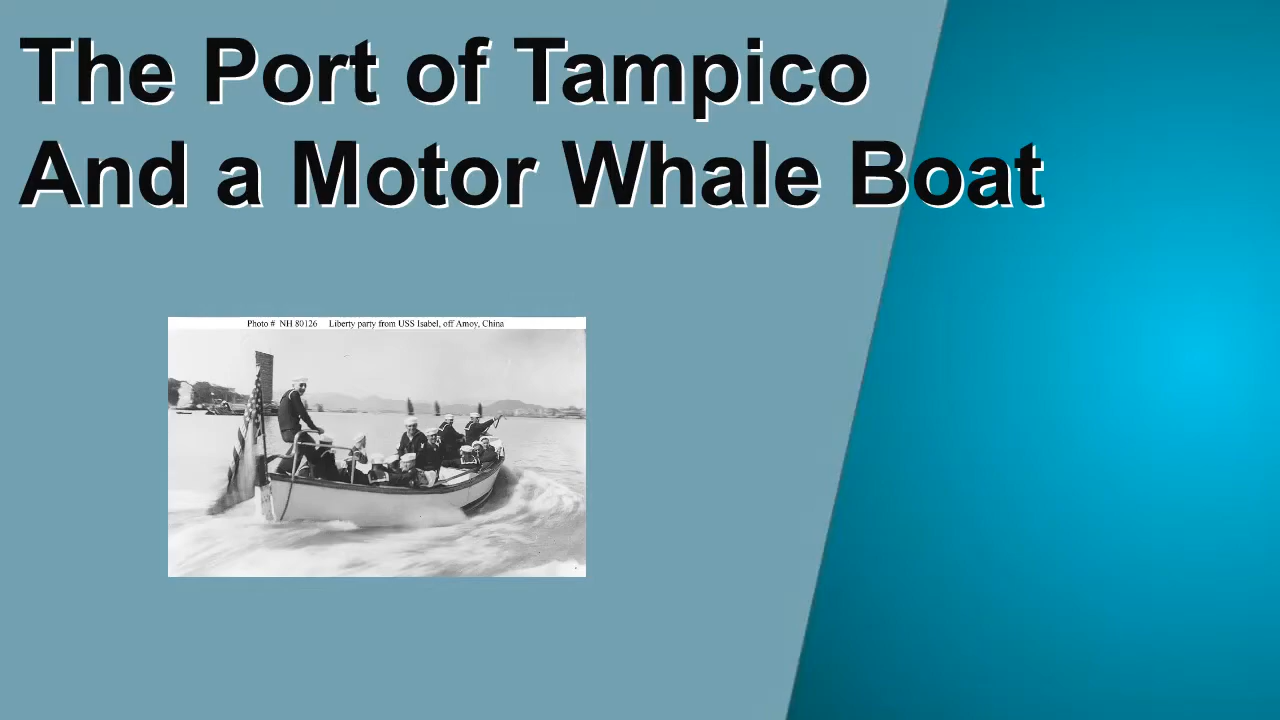 The Port of Tampico
And a Motor Whale Boat
Photo # NH 80126 Liberty party from USS Isabel, off Amoy, China